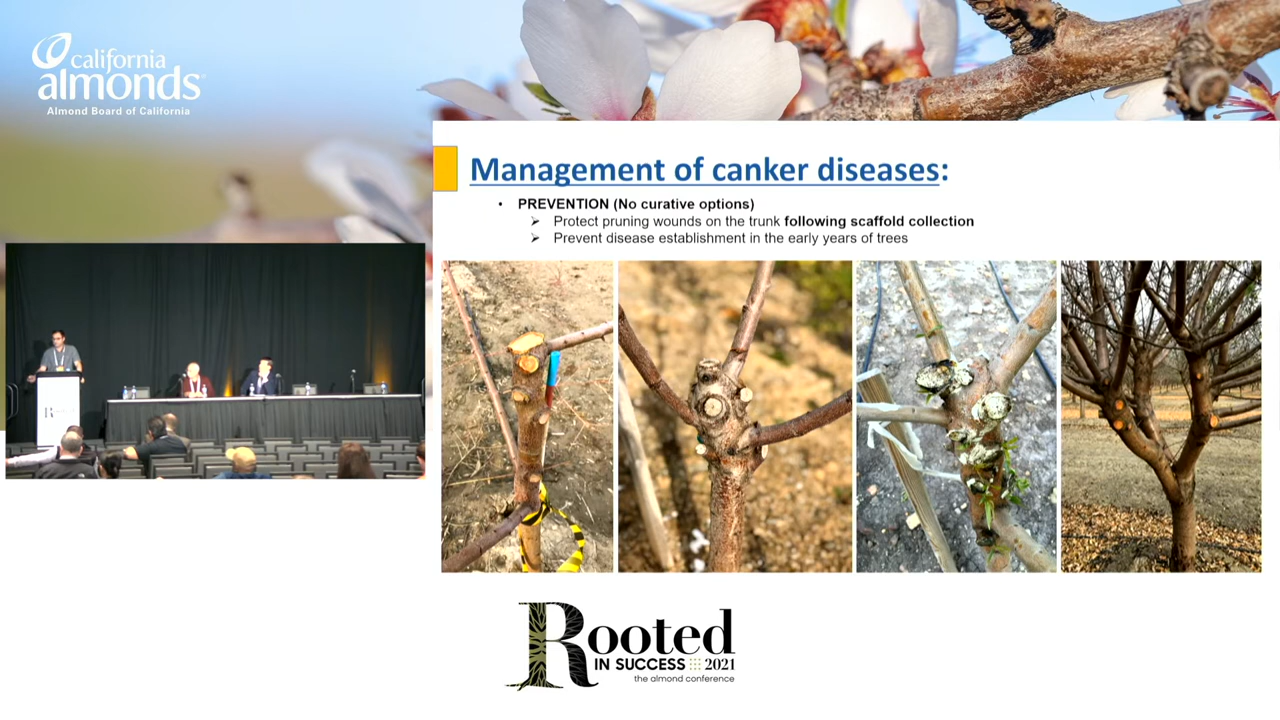 california
almonds
Almond Board of California
Management of canker diseases:
• PREVENTION (No curative options)
➢ Protect pruning wounds on the trunk following scaffold collection
➢ Prevent disease establishment in the early years of trees
R
Rooted
IN SUCCESS 2021
the almond conference